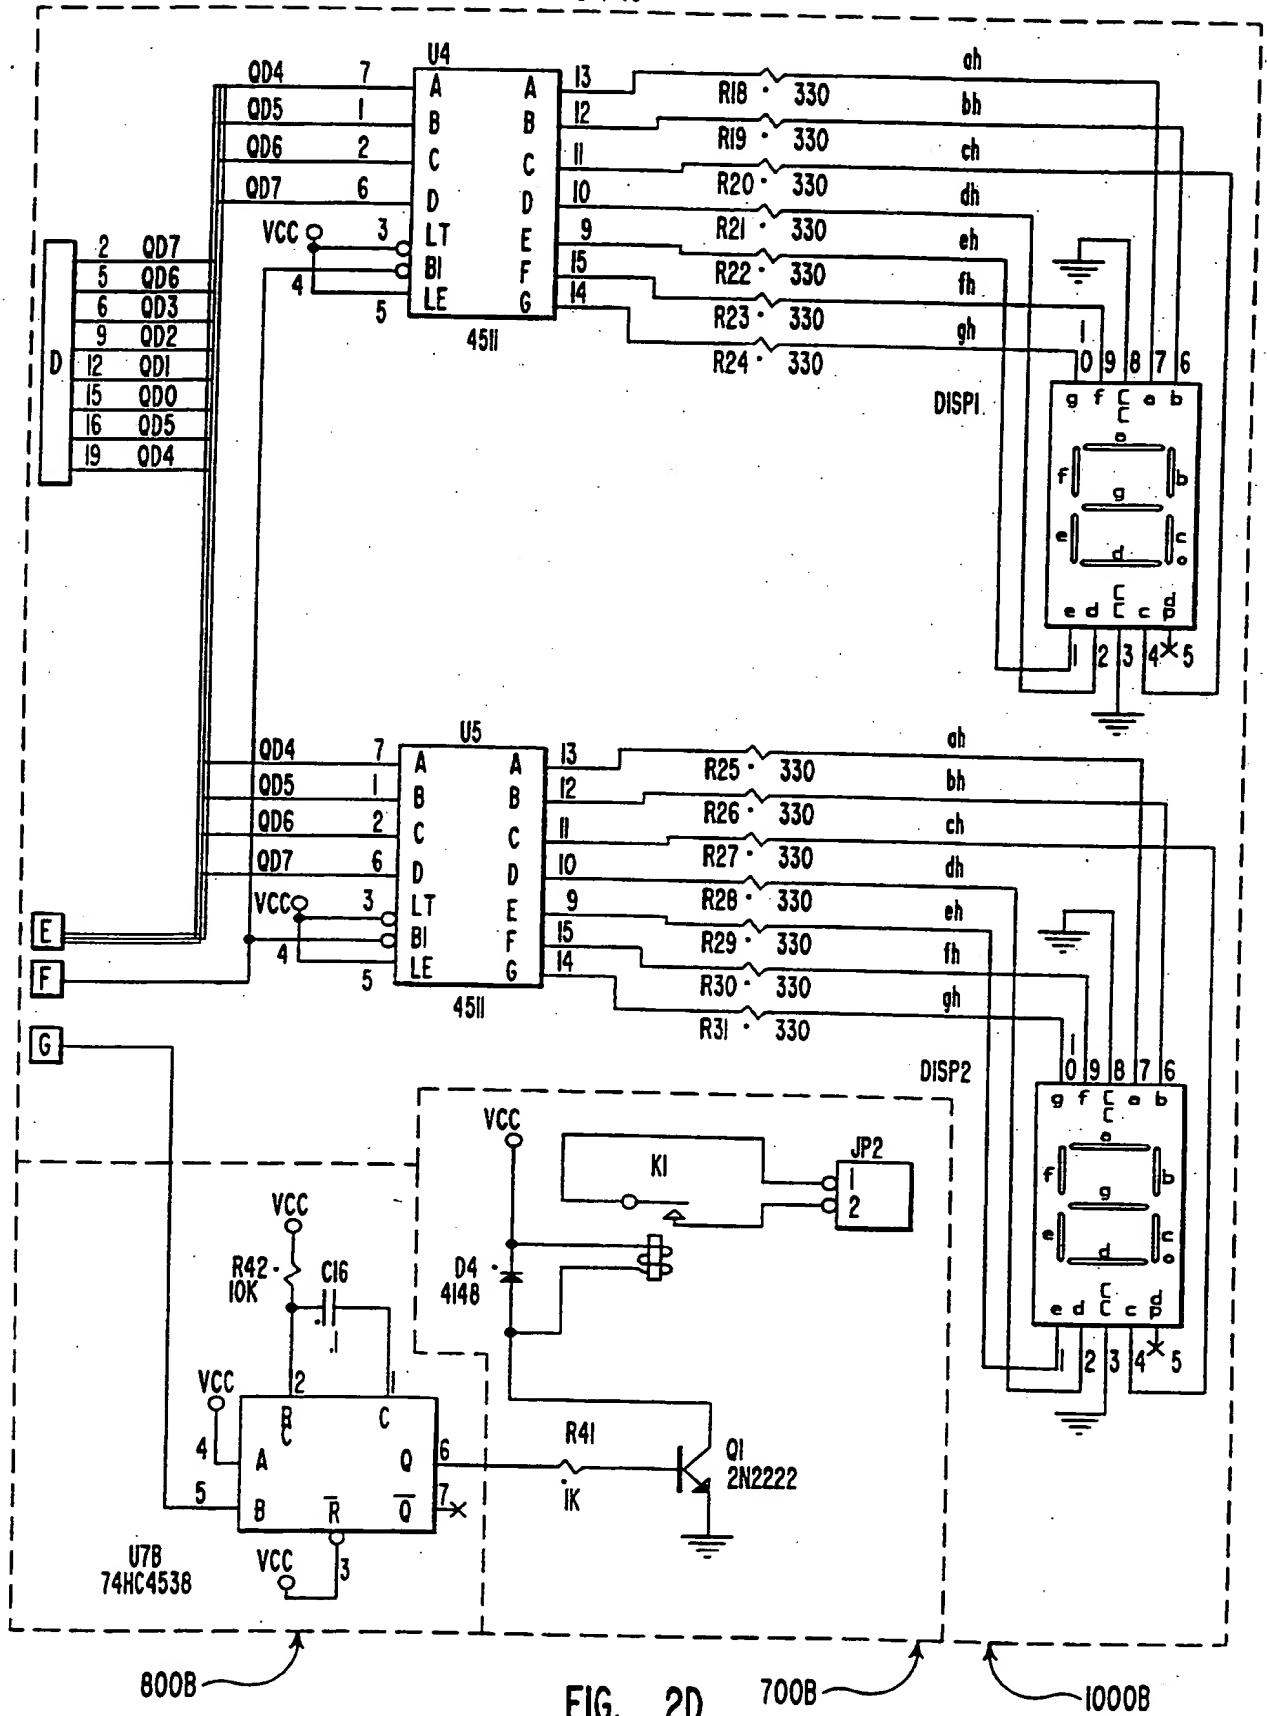 U4
QD4 7 A A 13 R18 330 ah
QD5 1 B B 12 R19 330 bh
QD6 2 C C 11 R20 330 ch
QD7 6 D D 10 R21 330 dh
VCC 3 LT E 9 R22 330 eh
BI F 15 R23 330 fh
4 5 LE G 14 R24 330 gh
4511
D
2 QD7
5 QD6
6 QD3
9 QD2
12 QD1
15 QD0
16 QD5
19 QD4
DISP1
10 9 8 7 6
g f CC a b
a
f b
g
e c
d
e d CC c dp
1 2 3 4 5
U5
QD4 7 A A 13 R25 330 ah
QD5 1 B B 12 R26 330 bh
QD6 2 C C 11 R27 330 ch
QD7 6 D D 10 R28 330 dh
VCC 3 LT E 9 R29 330 eh
BI F 15 R30 330 fh
4 5 LE G 14 R31 330 gh
4511
E
F
G
DISP2
10 9 8 7 6
g f CC a b
a
f b
g
e c
d
e d CC c dp
1 2 3 4 5
VCC
K1
JP2
1
2
D4
4148
VCC
R42
10K
C16
.1
VCC
2 1
RC C
4 A Q 6
5 B R Q 7
3
VCC
U7B
74HC4538
R41
1K
Q1
2N2222
800B
700B
1000B
FIG. 2D